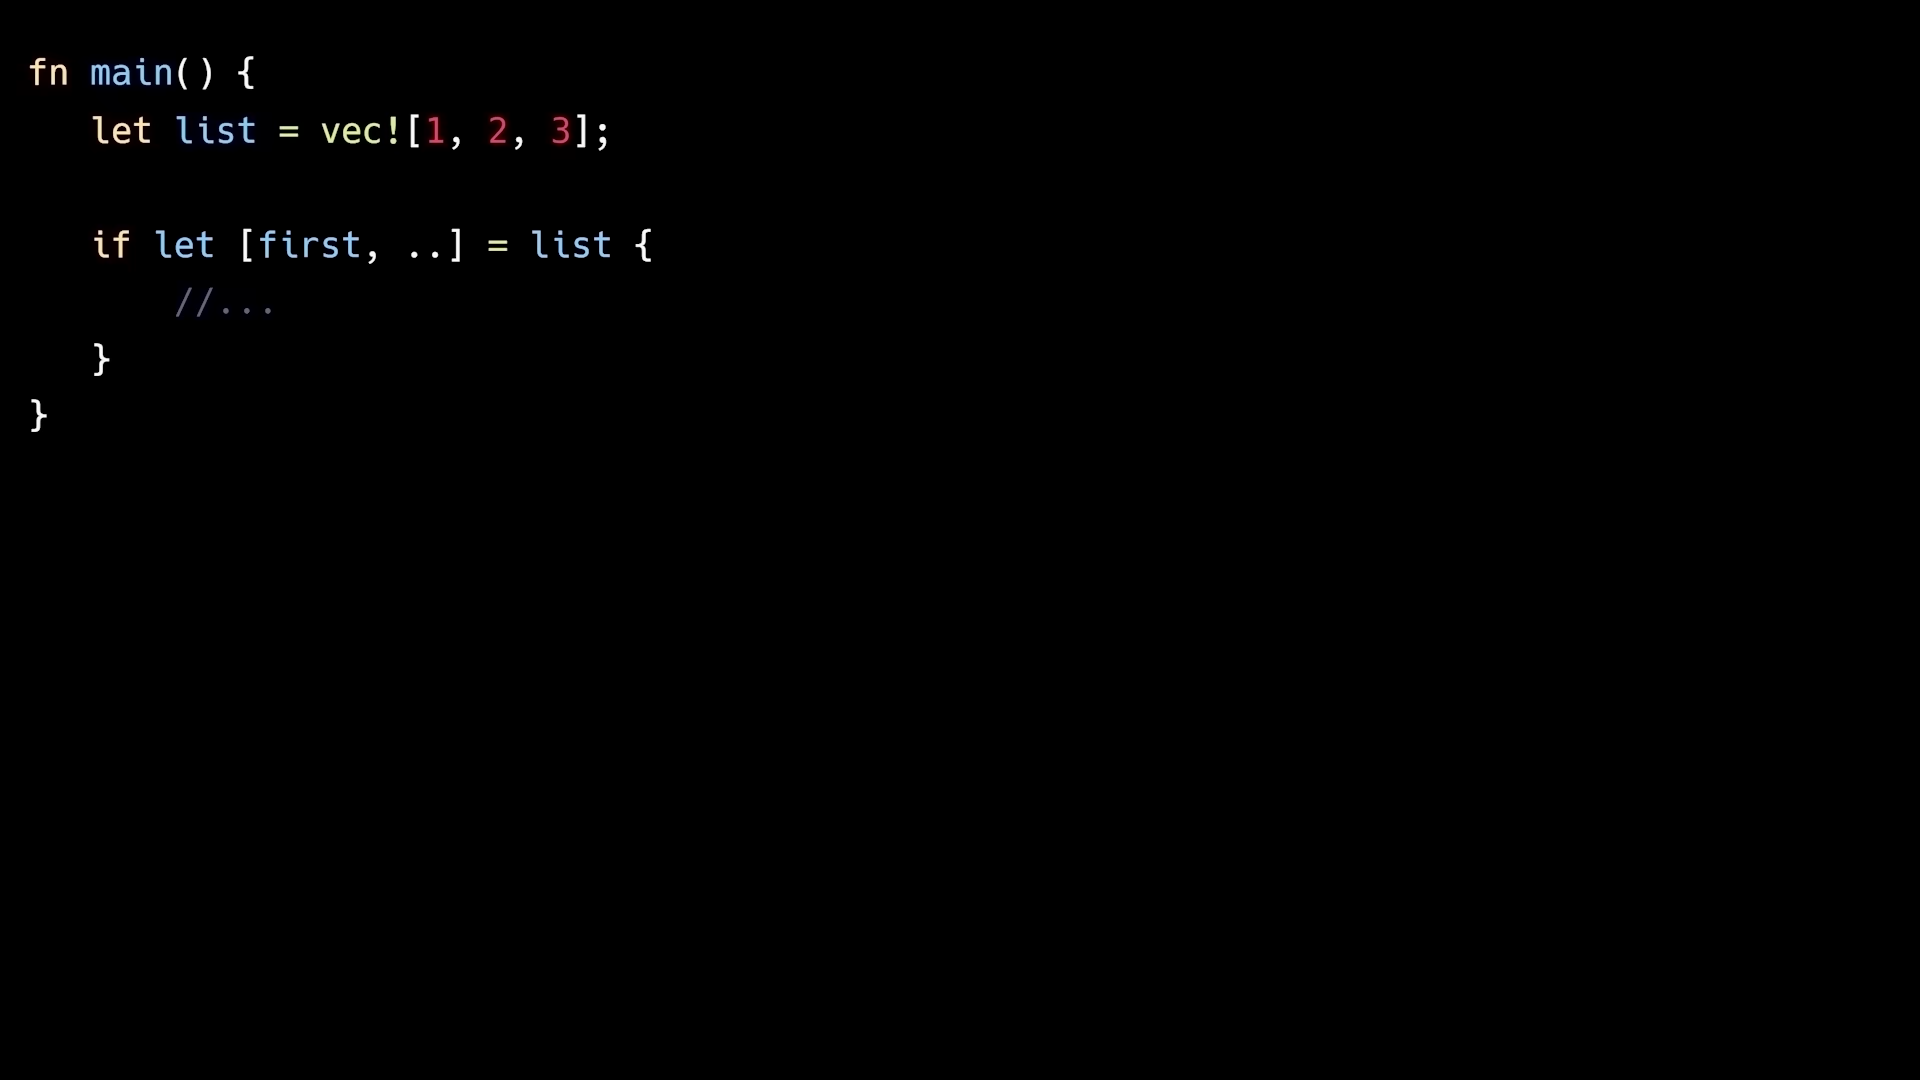 fn main() {
   let list = vec![1, 2, 3];

   if let [first, ..] = list {
       //...
   }
}